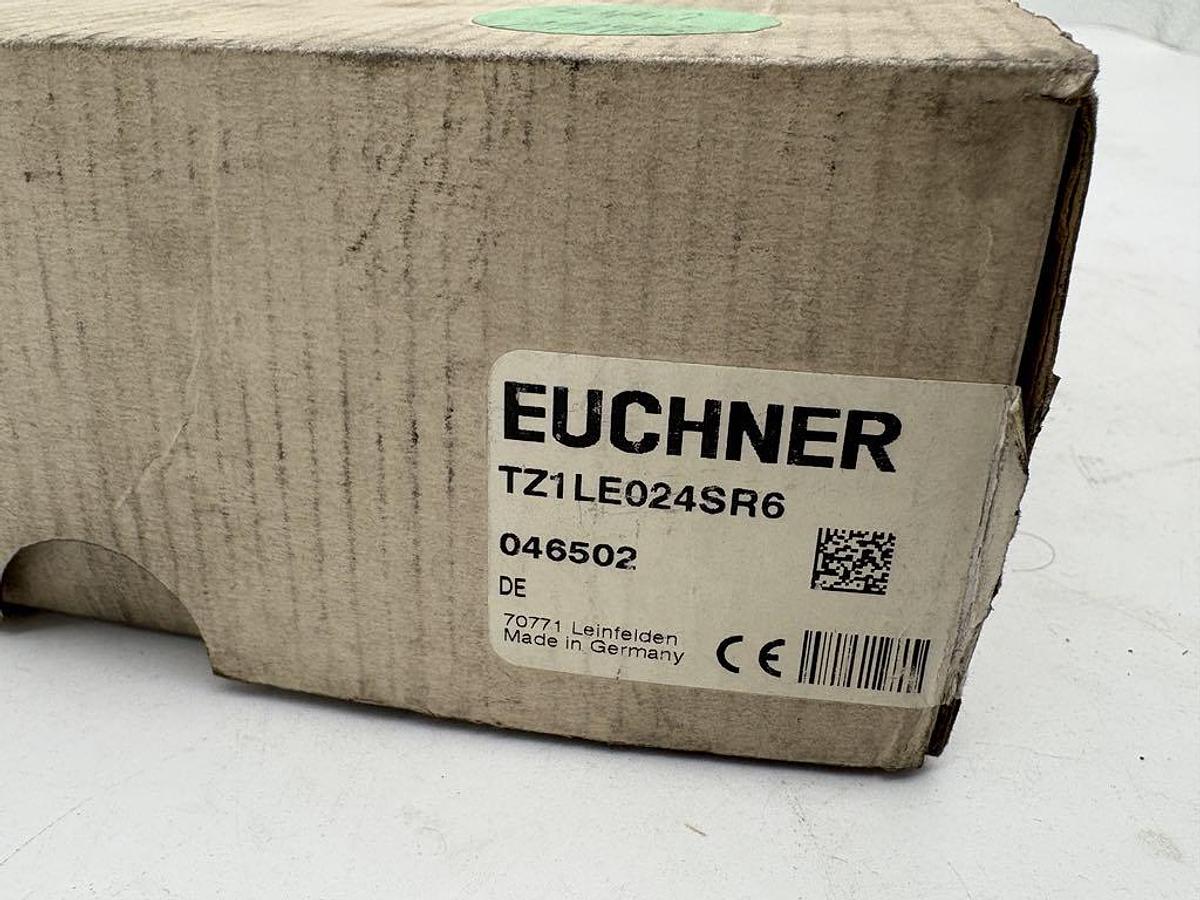 EUCHNER
TZ1LE024SR6
046502
DE
70771 Leinfelden
Made in Germany
CE